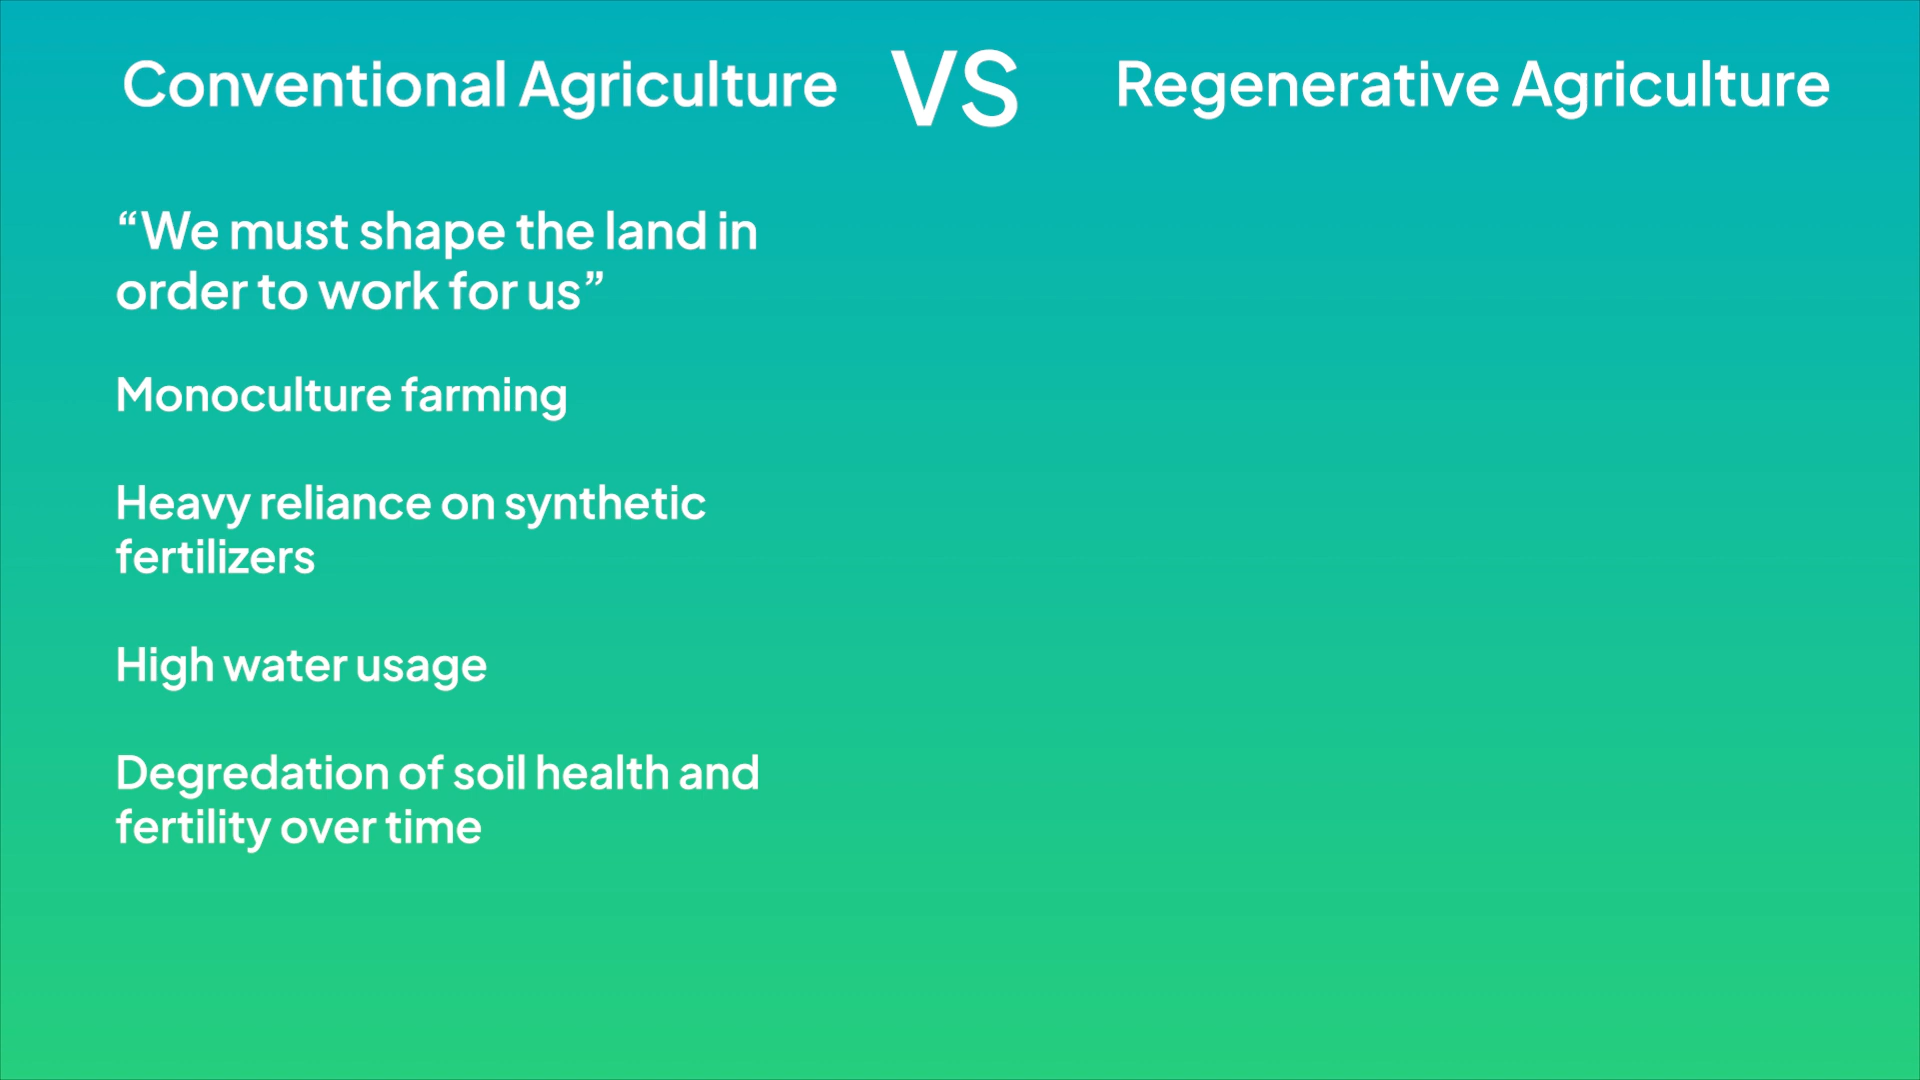 Conventional Agriculture VS Regenerative Agriculture
“We must shape the land in
order to work for us”
Monoculture farming
Heavy reliance on synthetic
fertilizers
High water usage
Degredation of soil health and
fertility over time